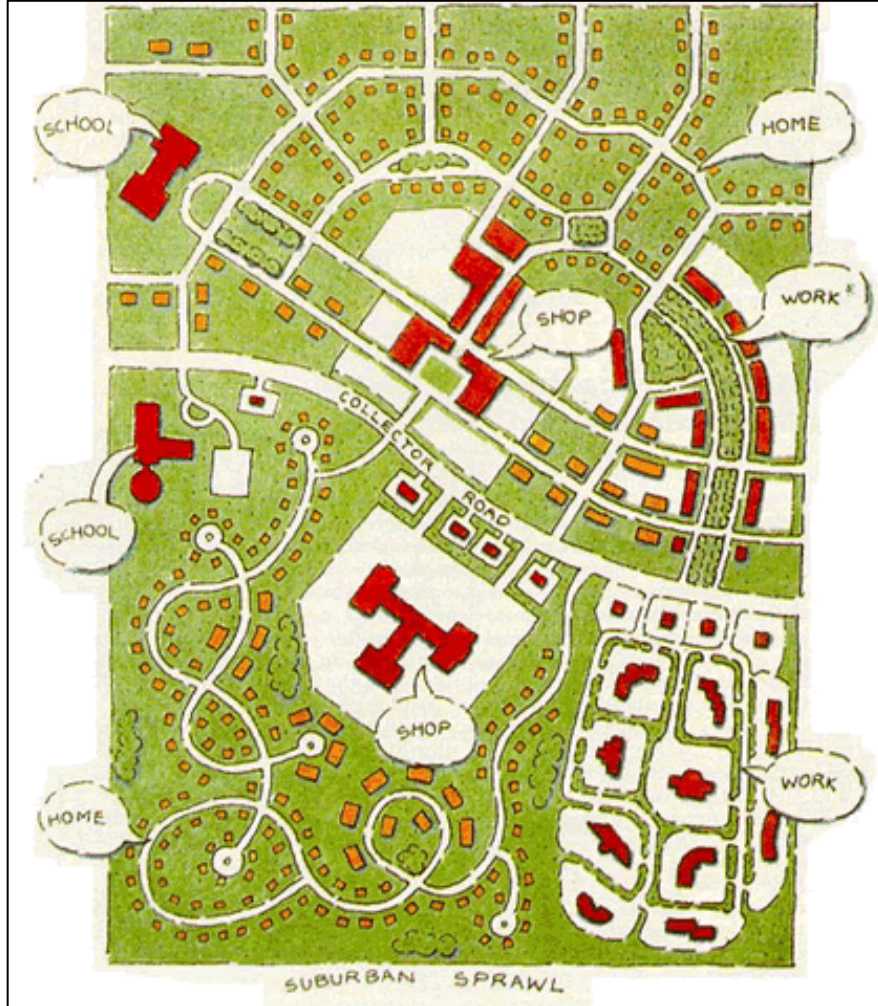 SCHOOL
HOME
WORK*
SHOP
COLLECTOR ROAD
SCHOOL
SHOP
WORK
HOME
SUBURBAN SPRAWL